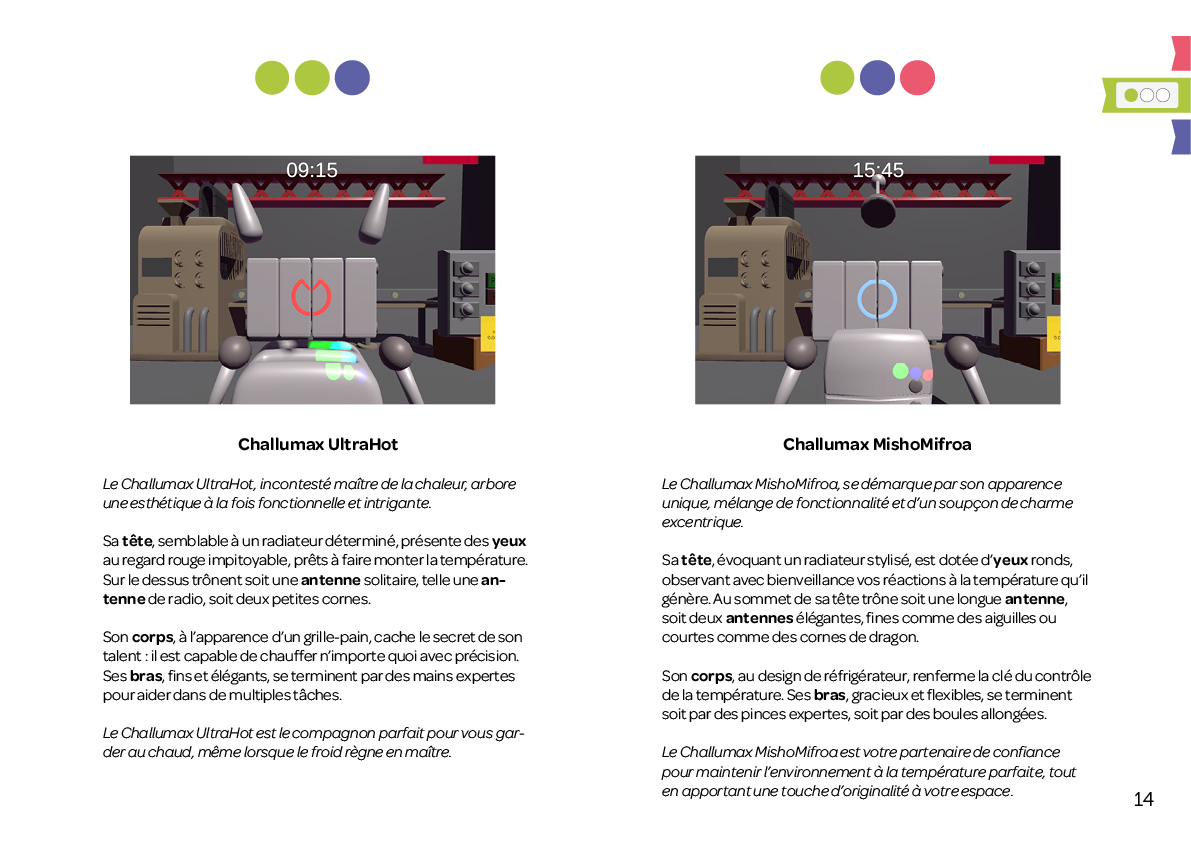 09:15
Challumax UltraHot
Le Challumax UltraHot, incontesté maître de la chaleur, arbore
une esthétique à la fois fonctionnelle et intrigante.
Sa tête, semblable à un radiateur déterminé, présente des yeux
au regard rouge impitoyable, prêts à faire monter la température.
Sur le dessus trônent soit une antenne solitaire, telle une an-
tenne de radio, soit deux petites cornes.
Son corps, à l'apparence d'un grille-pain, cache le secret de son
talent : il est capable de chauffer n'importe quoi avec précision.
Ses bras, fins et élégants, se terminent par des mains expertes
pour aider dans de multiples tâches.
Le Challumax UltraHot est le compagnon parfait pour vous gar-
der au chaud, même lorsque le froid règne en maître.
15:45
Challumax MishoMifroa
Le Challumax MishoMifroa, se démarque par son apparence
unique, mélange de fonctionnalité et d'un soupçon de charme
excentrique.
Sa tête, évoquant un radiateur stylisé, est dotée d'yeux ronds,
observant avec bienveillance vos réactions à la température qu'il
génère. Au sommet de sa tête trône soit une longue antenne,
soit deux antennes élégantes, fines comme des aiguilles ou
courtes comme des cornes de dragon.
Son corps, au design de réfrigérateur, renferme la clé du contrôle
de la température. Ses bras, gracieux et flexibles, se terminent
soit par des pinces expertes, soit par des boules allongées.
Le Challumax MishoMifroa est votre partenaire de confiance
pour maintenir l'environnement à la température parfaite, tout
en apportant une touche d'originalité à votre espace.
14